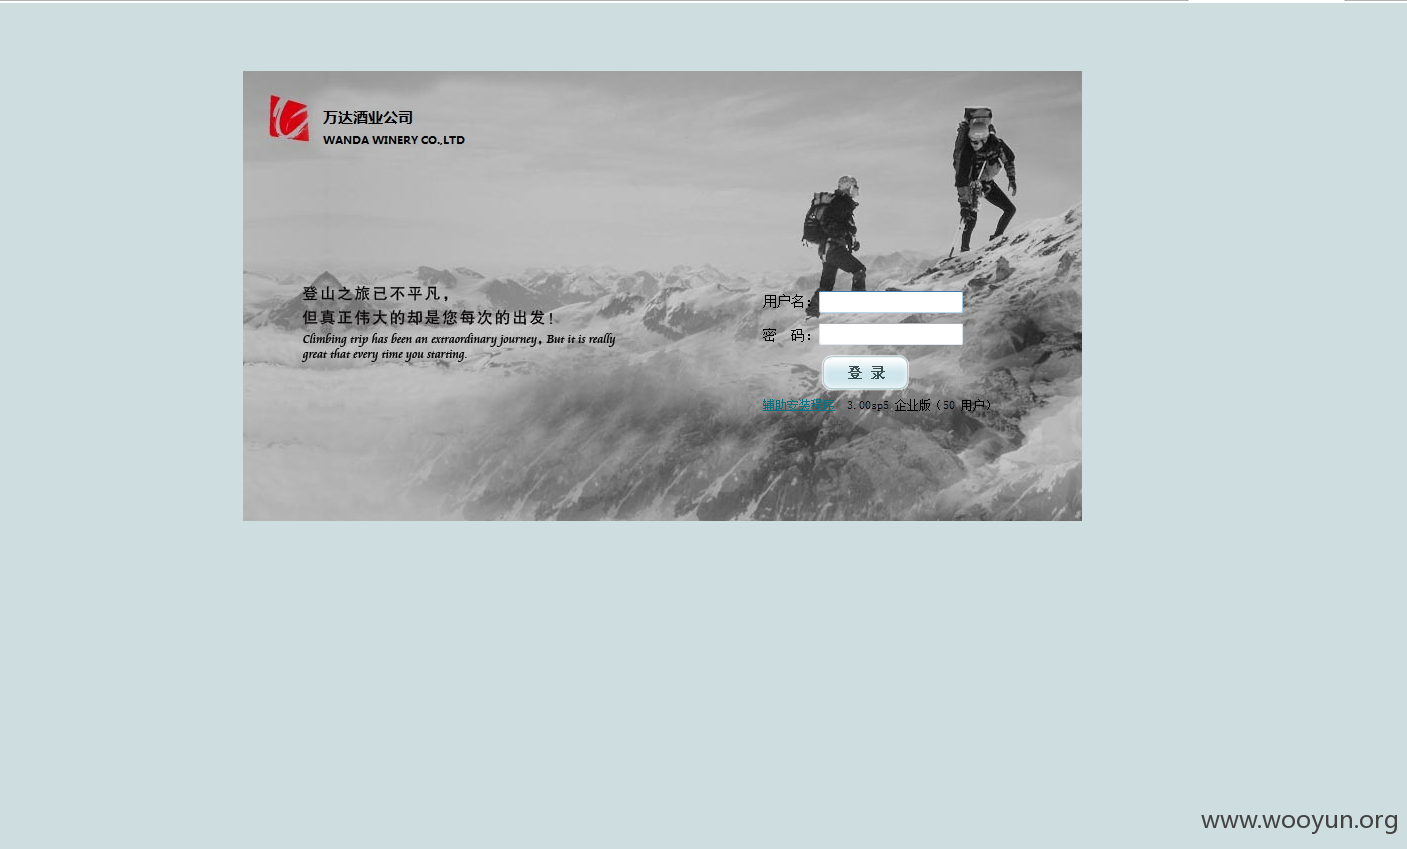 万达酒业公司
WANDA WINERY CO.,LTD
登山之旅已不平凡，
但真正伟大的却是您每次的出发！
Climbing trip has been an extraordinary journey, But it is really
great that every time you starting.
用户名：
密 码：
登 录
辅助安装程序 3.00sp5 企业版（50 用户）
www.wooyun.org